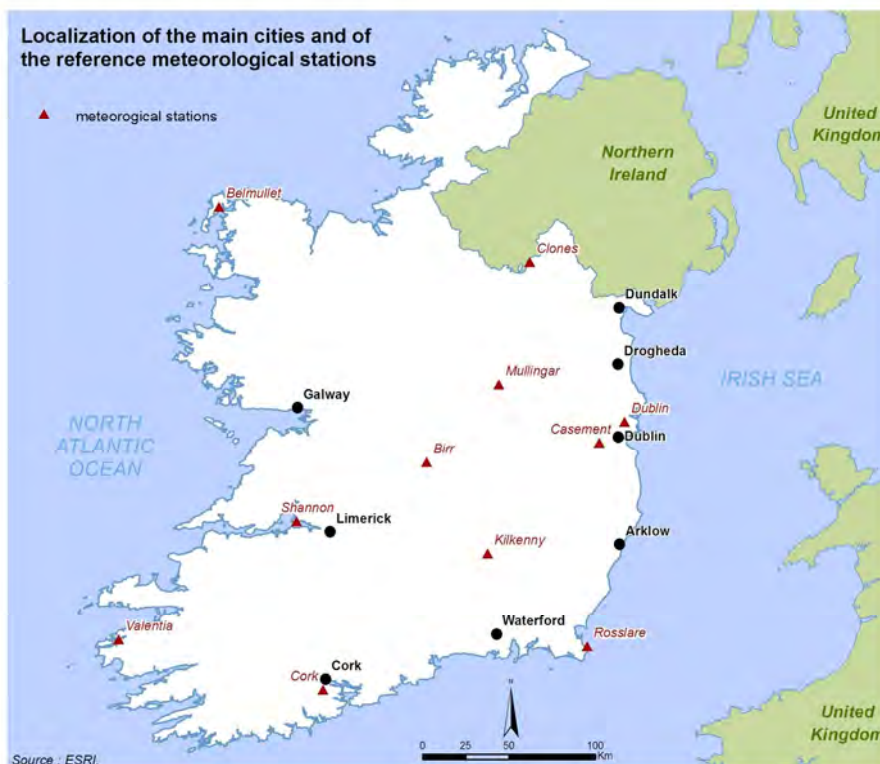 Localization of the main cities and of
the reference meteorological stations
meteorogical stations
United
Kingdom
Northern
Ireland
Belmullet
Clones
Dundalk
Drogheda
Mullingar
IRISH SEA
Galway
Dublin
NORTH
ATLANTIC
OCEAN
Casement
Dublin
Birr
Shannon
Limerick
Arklow
Kilkenny
Waterford
Valentia
Rosslare
Cork
Cork
N
United
Kingdom
0 25 50 100
Km
Source : ESRI